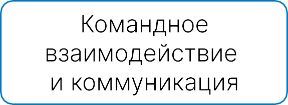 Командное
взаимодействие
и коммуникация